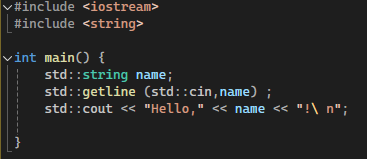 #include <iostream>
#include <string>
int main() {
std::string name;
std::getline (std::cin,name) ;
std::cout << "Hello," << name << "!\ n";
}